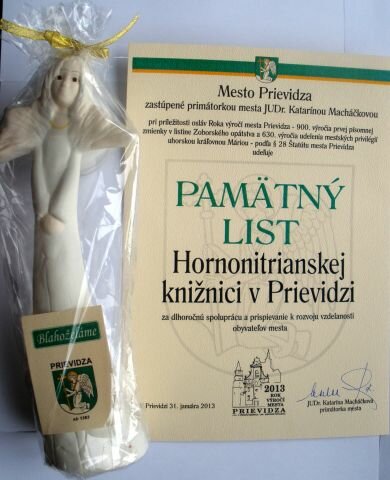 Mesto Prievidza
zastúpené primátorkou mesta JUDr. Katarínou Macháčkovou
pri príležitosti osláv Roka výročí mesta Prievidza - 900. výročia prvej písomnej
zmienky v listine Zoborského opátstva a 630. výročia udelenia mestských privilégií
uhorskou kráľovnou Máriou - podľa § 28 Štatútu mesta Prievidza
udeľuje
PAMÄTNÝ
LIST
Hornonitrianskej
knižnici v Prievidzi
za dlhoročnú spoluprácu a prispievanie k rozvoju vzdelanosti
obyvateľov mesta
2013
ROK
VÝROČÍ
MESTA
PRIEVIDZA
Prievidza 31. januára 2013
JUDr. Katarína Macháčková
primátorka mesta
Blahoželáme
PRIEVIDZA